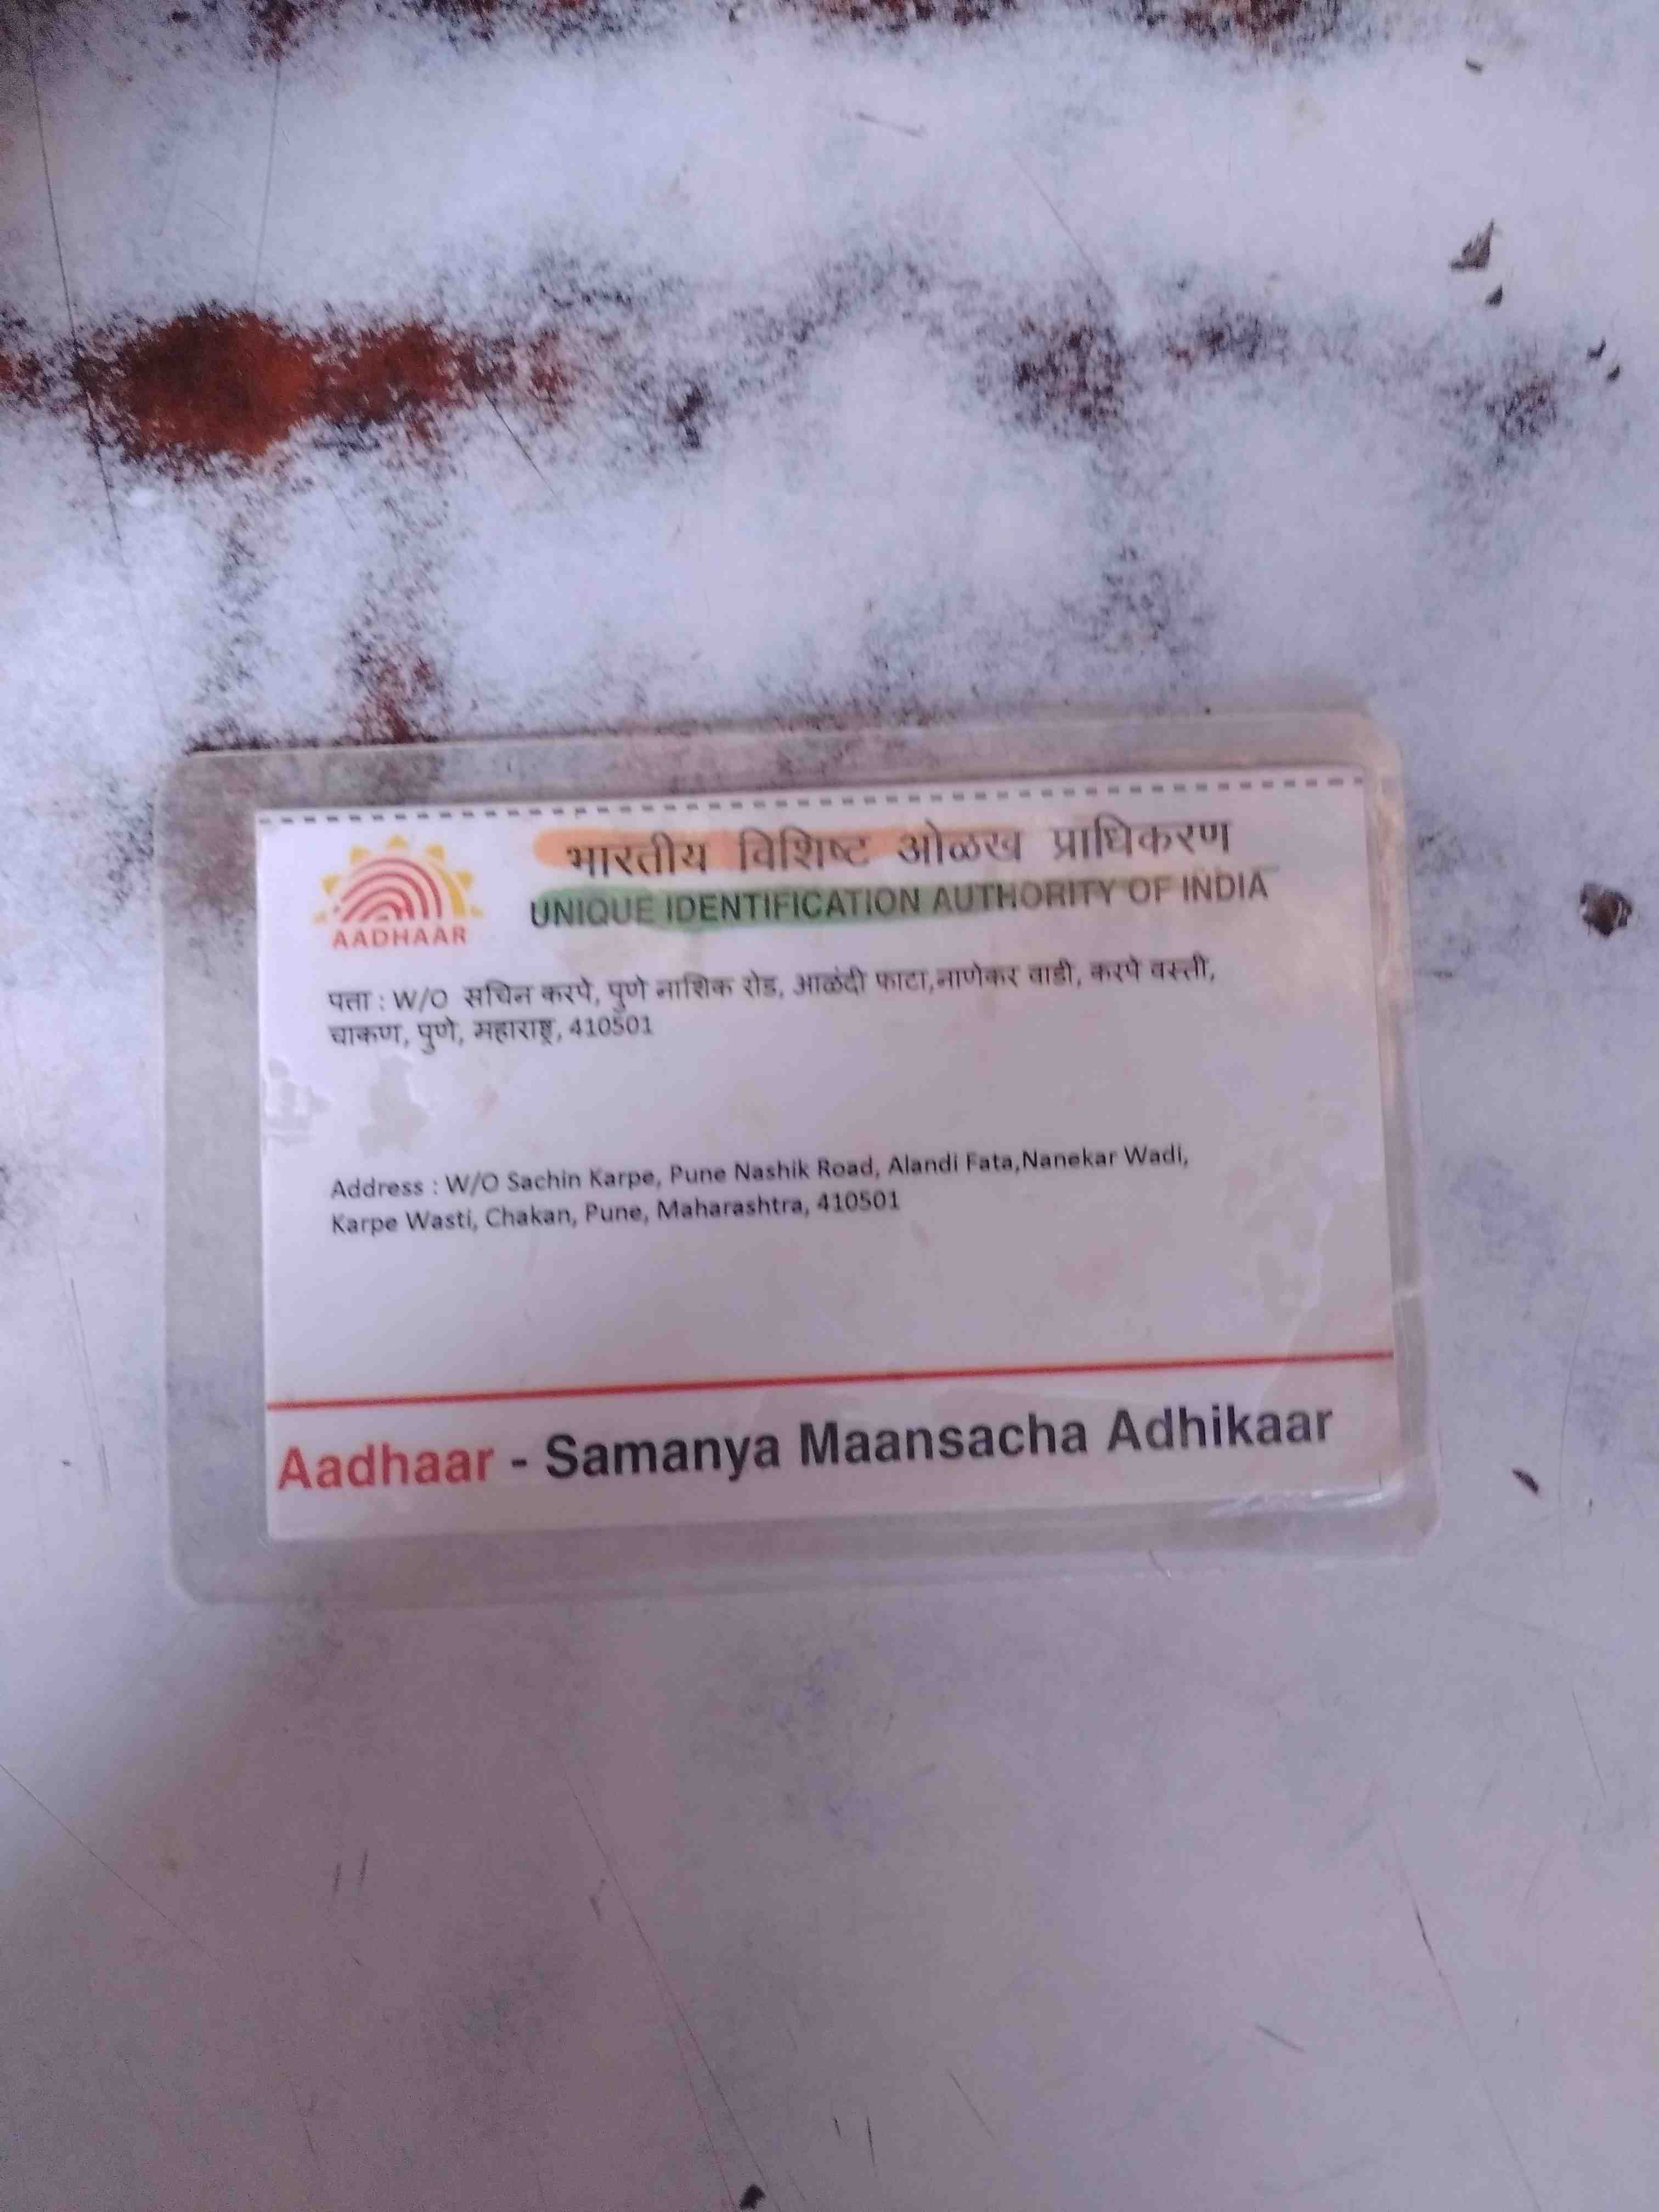 भारतीय विशिष्ट ओळख प्राधिकरण
UNIQUE IDENTIFICATION AUTHORITY OF INDIA
AADHAAR
पत्ता : W/O सचिन करपे, पुणे नाशिक रोड, आळंदी फाटा,नाणेकर वाडी, करपे वस्ती,
चाकण, पुणे, महाराष्ट्र, 410501
Address : W/O Sachin Karpe, Pune Nashik Road, Alandi Fata,Nanekar Wadi,
Karpe Wasti, Chakan, Pune, Maharashtra, 410501
Aadhaar - Samanya Maansacha Adhikaar